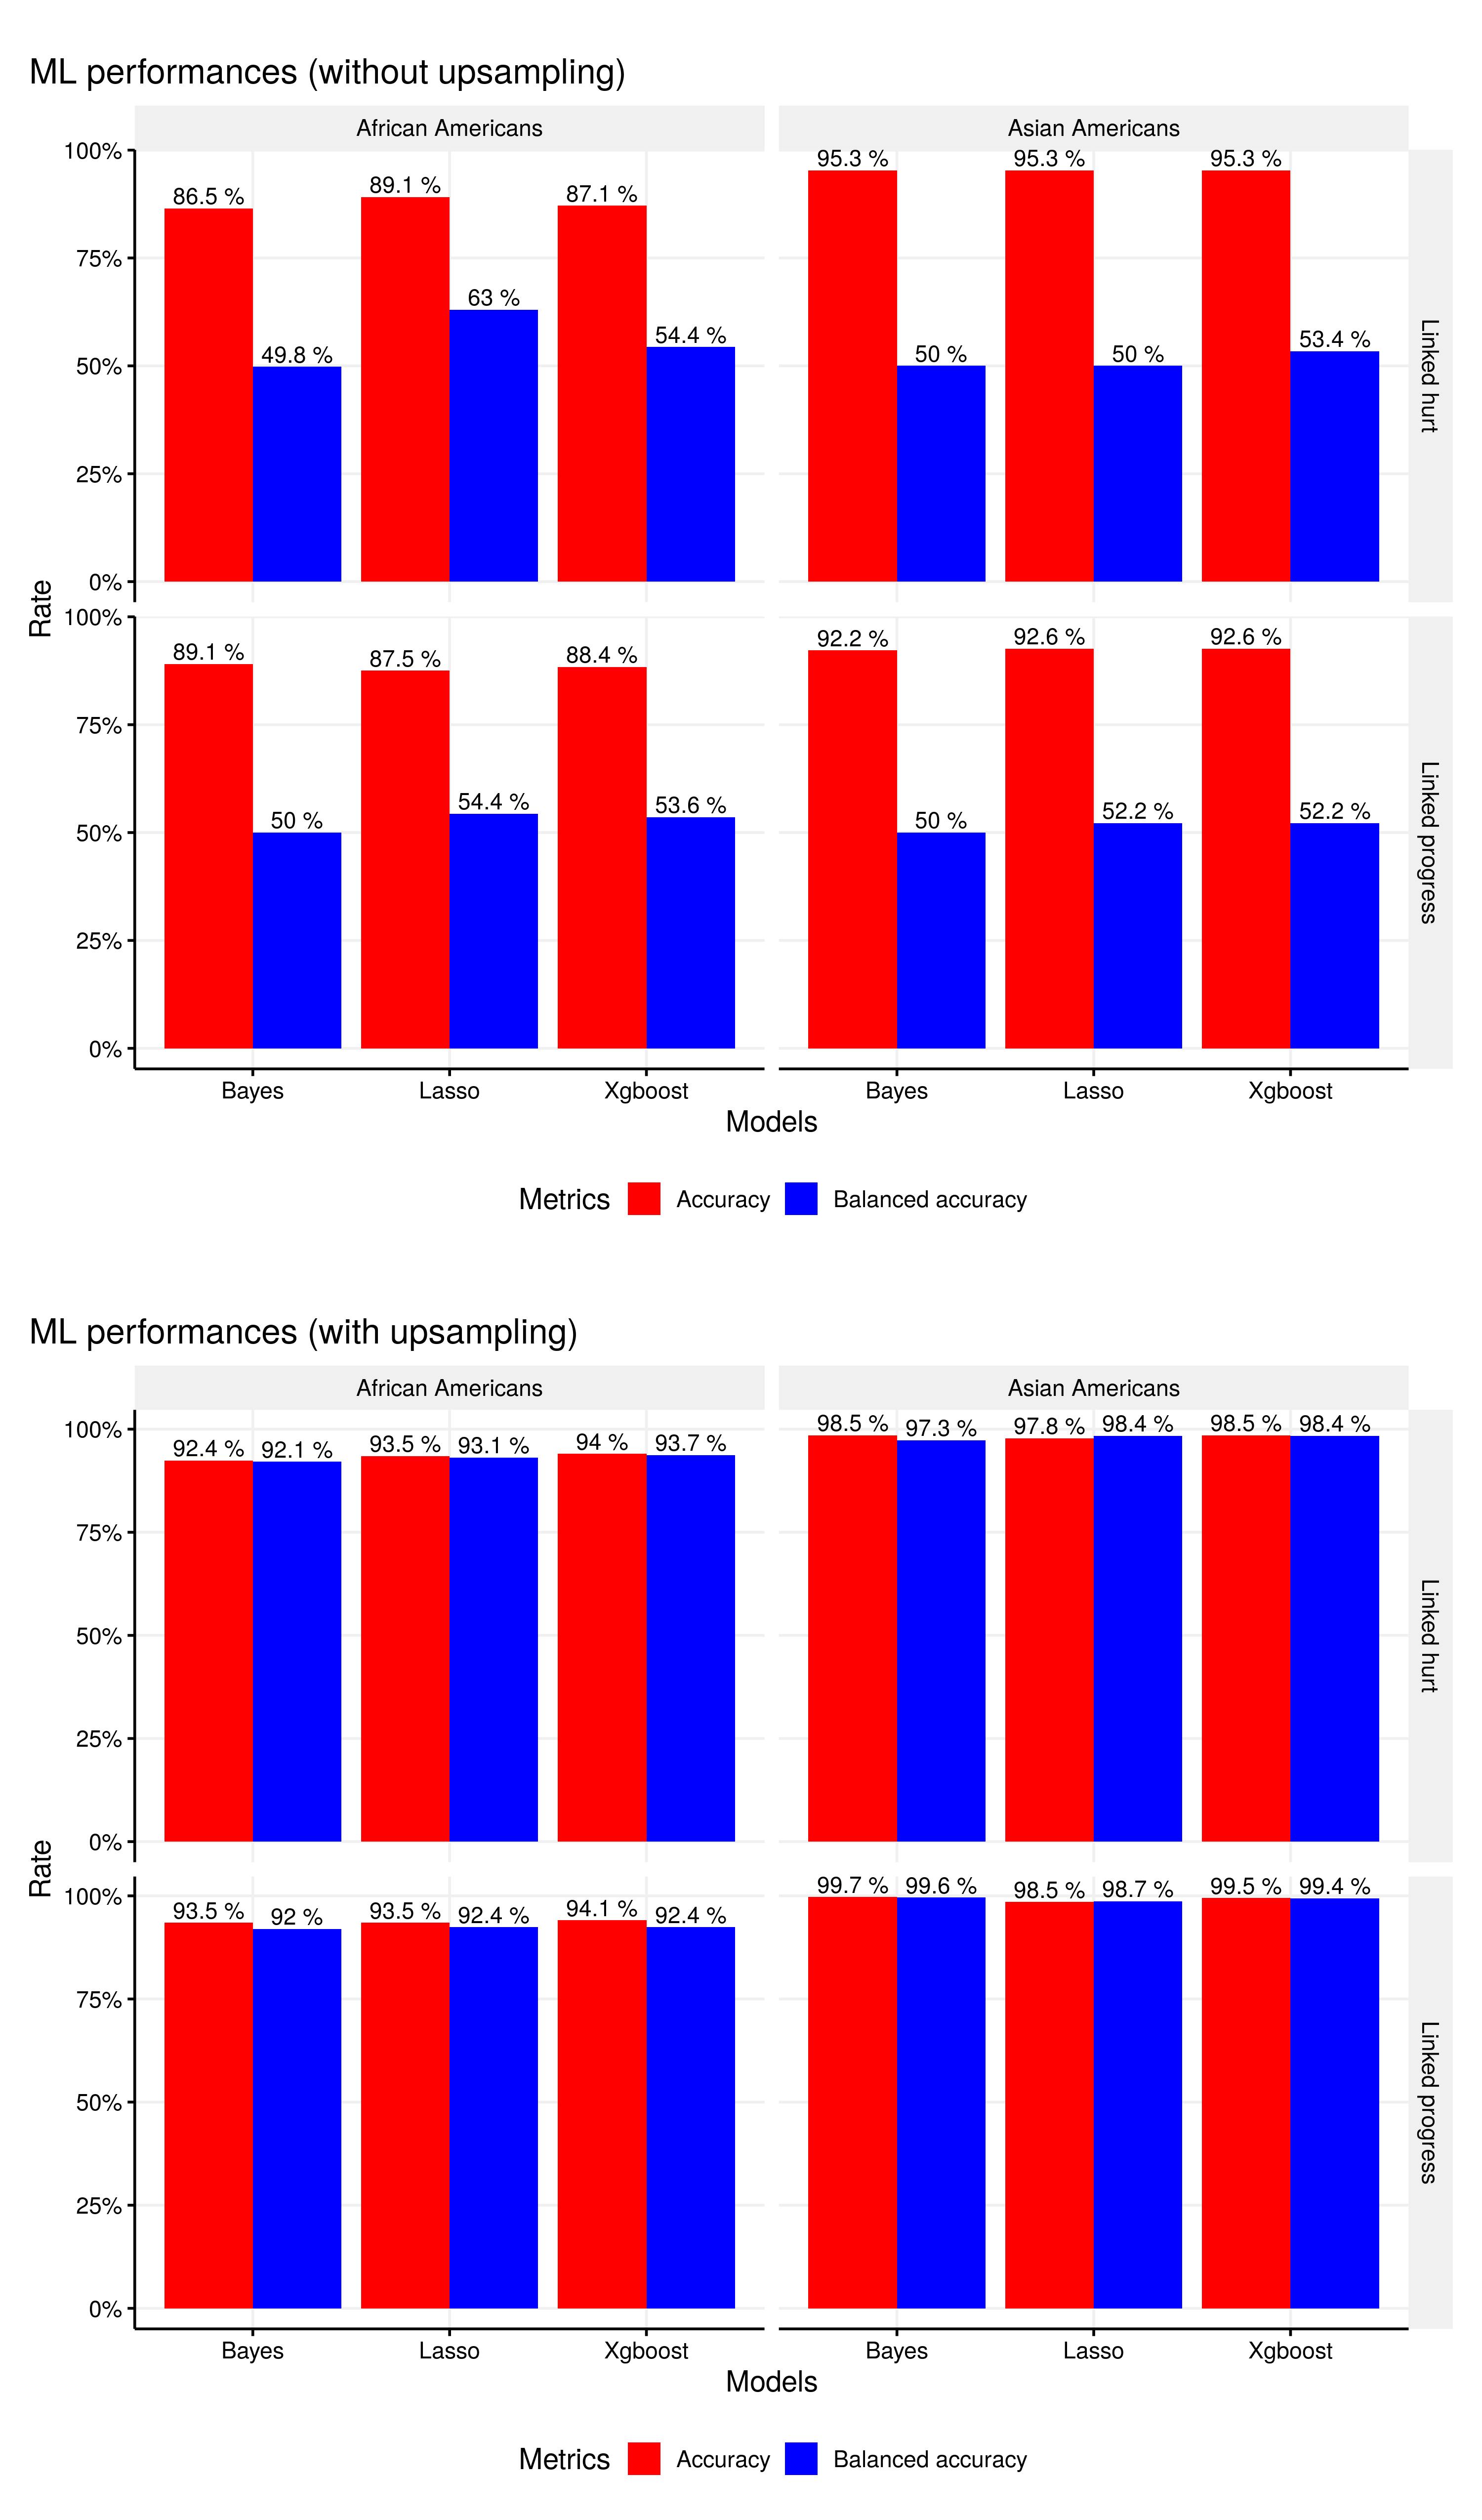 ML performances (without upsampling)
African Americans
Asian Americans
100%
75%
50%
25%
0%
86.5 %
49.8 %
89.1 %
63 %
87.1 %
54.4 %
95.3 %
50 %
95.3 %
50 %
95.3 %
53.4 %
Linked hurt
Rate
100%
75%
50%
25%
0%
89.1 %
50 %
87.5 %
54.4 %
88.4 %
53.6 %
92.2 %
50 %
92.6 %
52.2 %
92.6 %
52.2 %
Linked progress
Bayes
Lasso
Xgboost
Bayes
Lasso
Xgboost
Models
Metrics
Accuracy
Balanced accuracy
ML performances (with upsampling)
African Americans
Asian Americans
100%
75%
50%
25%
0%
92.4 %
92.1 %
93.5 %
93.1 %
94 %
93.7 %
98.5 %
97.3 %
97.8 %
98.4 %
98.5 %
98.4 %
Linked hurt
Rate
100%
75%
50%
25%
0%
93.5 %
92 %
93.5 %
92.4 %
94.1 %
92.4 %
99.7 %
99.6 %
98.5 %
98.7 %
99.5 %
99.4 %
Linked progress
Bayes
Lasso
Xgboost
Bayes
Lasso
Xgboost
Models
Metrics
Accuracy
Balanced accuracy